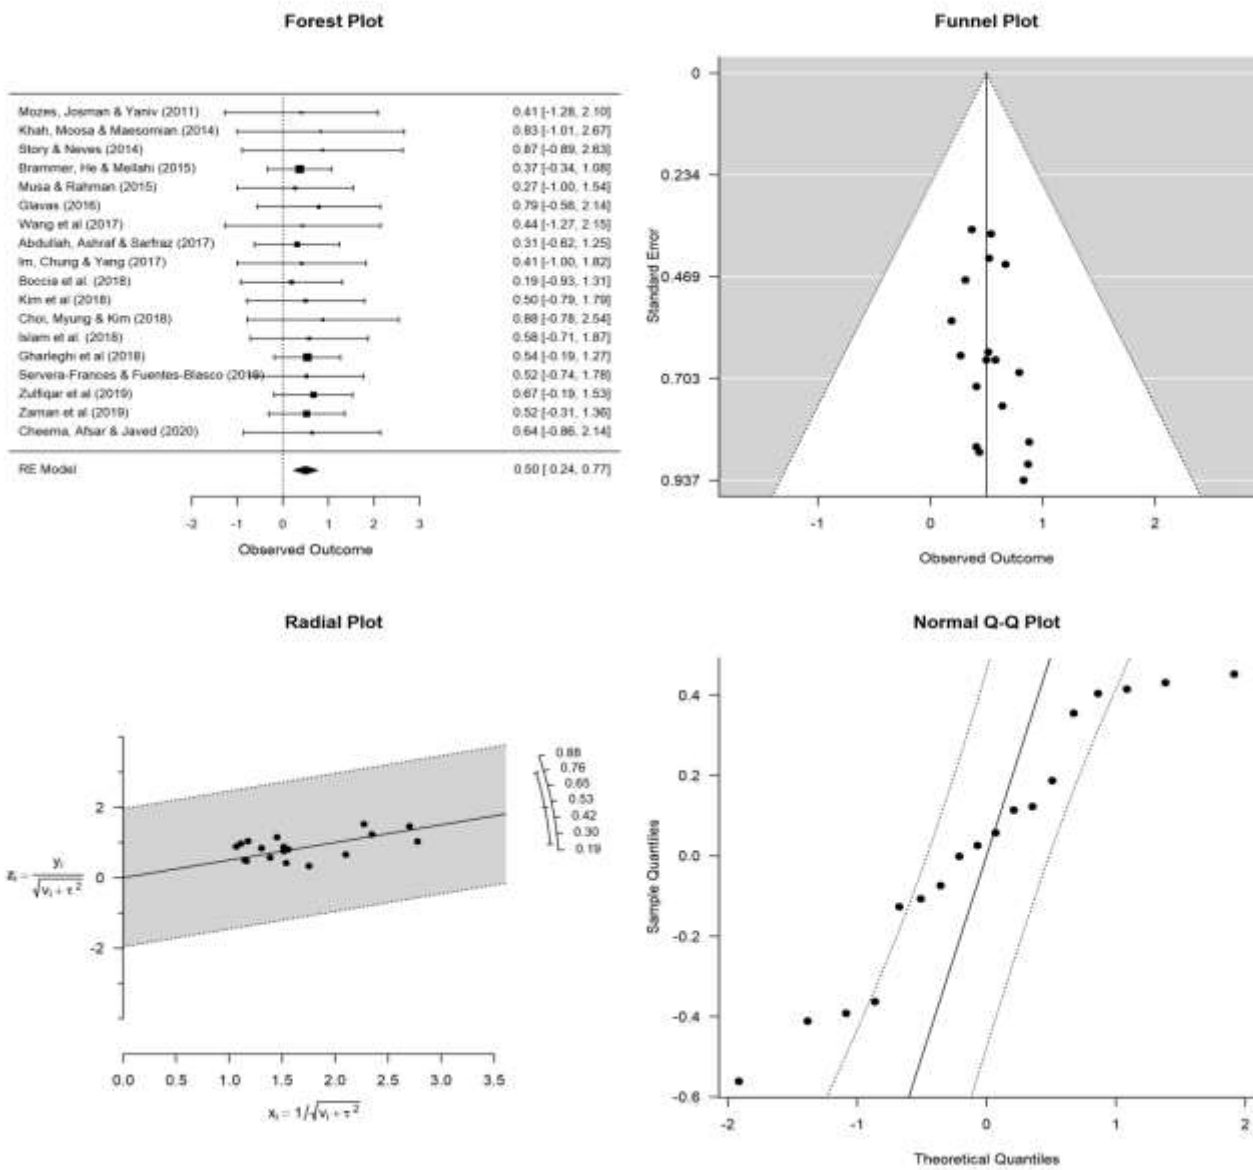 Forest Plot
Mozes, Josman & Yaniv (2011) 0.41 [-1.28, 2.10]
Khah, Moosa & Maesomian (2014) 0.83 [-1.01, 2.67]
Story & Neves (2014) 0.87 [-0.89, 2.63]
Brammer, He & Mellahi (2015) 0.37 [-0.34, 1.08]
Musa & Rahman (2015) 0.27 [-1.00, 1.54]
Glavas (2016) 0.79 [-0.56, 2.14]
Wang et al (2017) 0.44 [-1.27, 2.15]
Abdullah, Ashraf & Sarfraz (2017) 0.31 [-0.62, 1.25]
Im, Chung & Yang (2017) 0.41 [-1.00, 1.82]
Boccia et al. (2018) 0.19 [-0.93, 1.31]
Kim et al (2018) 0.50 [-0.79, 1.79]
Choi, Myung & Kim (2018) 0.88 [-0.78, 2.54]
Islam et al. (2018) 0.58 [-0.71, 1.87]
Gharleghi et al (2018) 0.54 [-0.19, 1.27]
Servera-Frances & Fuentes-Blasco (2019) 0.52 [-0.74, 1.78]
Zulfiqar et al (2019) 0.67 [-0.19, 1.53]
Zaman et al (2019) 0.52 [-0.31, 1.36]
Cheema, Afsar & Javed (2020) 0.64 [-0.86, 2.14]
RE Model 0.50 [ 0.24, 0.77]
-2 -1 0 1 2 3
Observed Outcome
Funnel Plot
0
0.234
0.469
0.703
0.937
Standard Error
-1 0 1 2
Observed Outcome
Radial Plot
2
0
-2
zᵢ = yᵢ / √(vᵢ + τ²)
0.88
0.76
0.65
0.53
0.42
0.30
0.19
0.0 0.5 1.0 1.5 2.0 2.5 3.0 3.5
xᵢ = 1/√(vᵢ + τ²)
Normal Q-Q Plot
0.4
0.2
0.0
-0.2
-0.4
-0.6
Sample Quantiles
-2 -1 0 1 2
Theoretical Quantiles